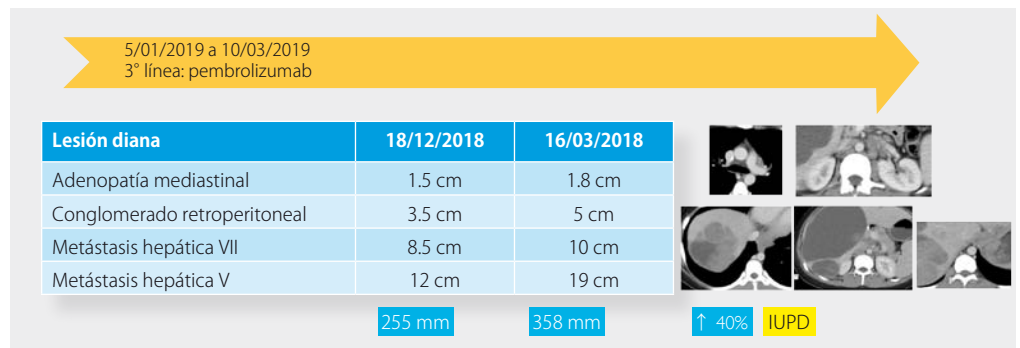 5/01/2019 a 10/03/2019
3° línea: pembrolizumab
Lesión diana 18/12/2018 16/03/2018
Adenopatía mediastinal 1.5 cm 1.8 cm
Conglomerado retroperitoneal 3.5 cm 5 cm
Metástasis hepática VII 8.5 cm 10 cm
Metástasis hepática V 12 cm 19 cm
255 mm 358 mm ↑ 40% IUPD